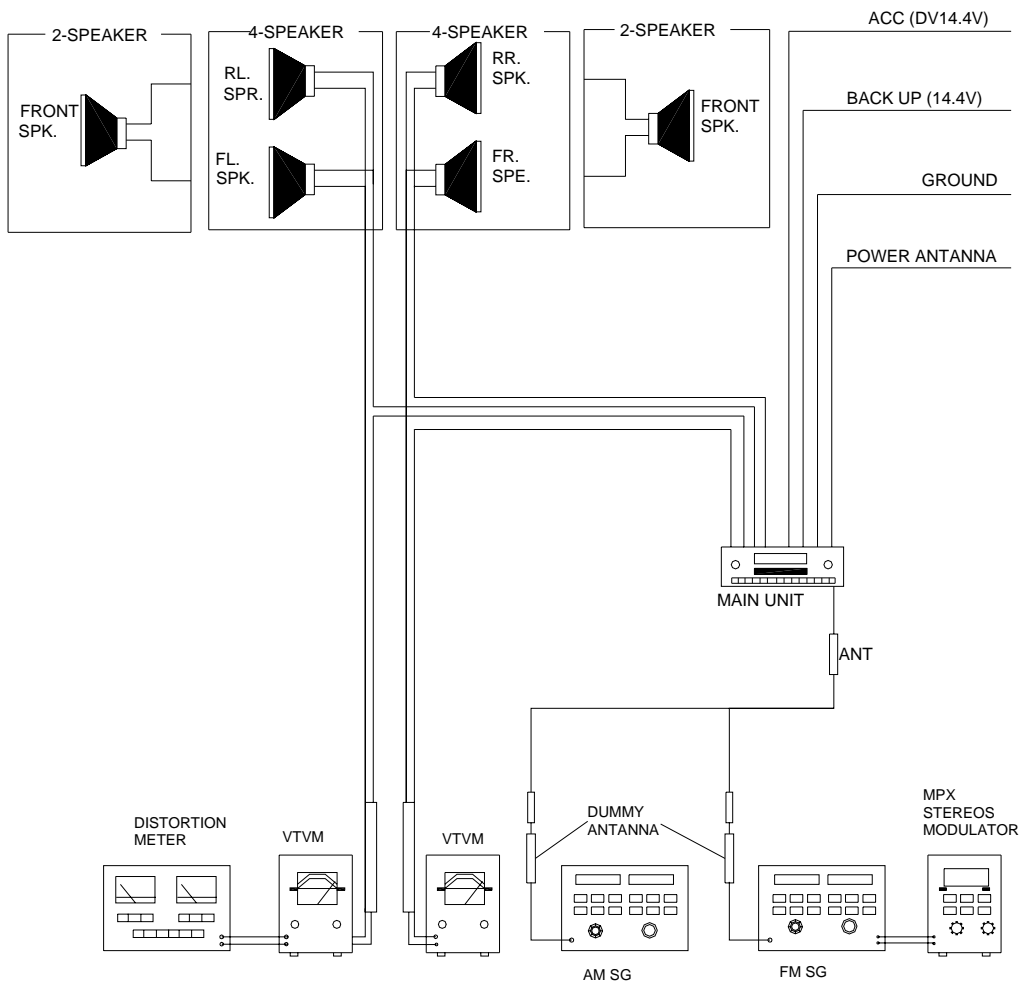 ACC (DV14.4V)
2-SPEAKER
4-SPEAKER
4-SPEAKER
2-SPEAKER
RL.
SPR.
RR.
SPK.
FRONT
SPK.
FRONT
SPK.
BACK UP (14.4V)
FL.
SPK.
FR.
SPE.
GROUND
POWER ANTANNA
MAIN UNIT
ANT
DISTORTION
METER
VTVM
VTVM
DUMMY
ANTANNA
MPX
STEREOS
MODULATOR
AM SG
FM SG